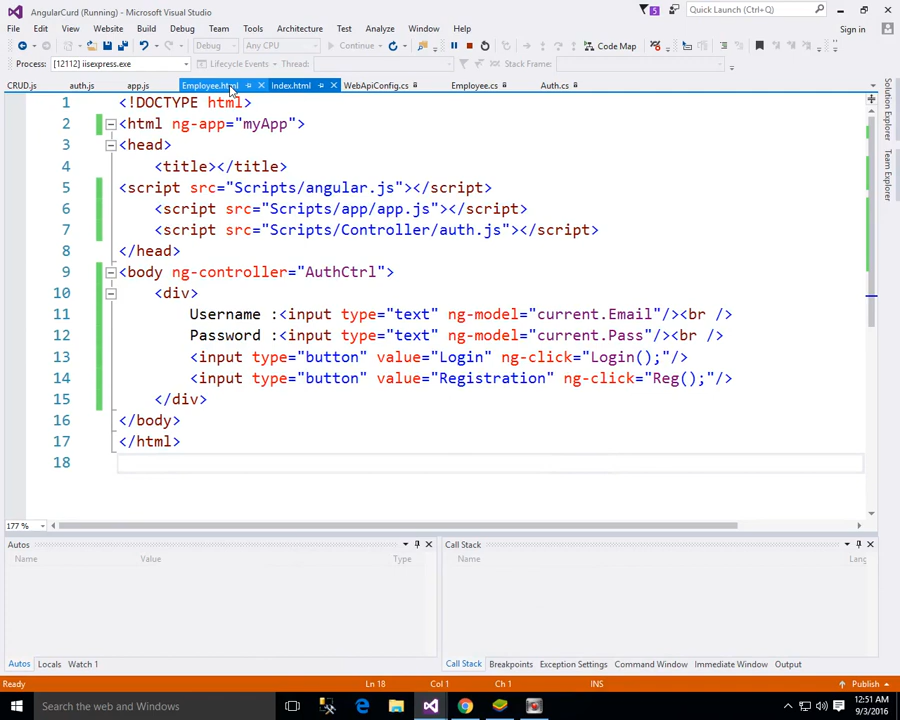 AngularCurd (Running) - Microsoft Visual Studio
5
Quick Launch (Ctrl+Q)
File Edit View Website Build Debug Team Tools Architecture Test Analyze Window Help
Sign in
Debug Any CPU Continue Code Map
Process: [12112] iisexpress.exe Lifecycle Events Thread: Stack Frame:
CRUD.js auth.js app.js Employee.html Index.html WebApiConfig.cs Employee.cs Auth.cs
1 <!DOCTYPE html>
2 <html ng-app="myApp">
3 <head>
4 <title></title>
5 <script src="Scripts/angular.js"></script>
6 <script src="Scripts/app/app.js"></script>
7 <script src="Scripts/Controller/auth.js"></script>
8 </head>
9 <body ng-controller="AuthCtrl">
10 <div>
11 Username :<input type="text" ng-model="current.Email"/><br />
12 Password :<input type="text" ng-model="current.Pass"/><br />
13 <input type="button" value="Login" ng-click="Login();"/>
14 <input type="button" value="Registration" ng-click="Reg();"/>
15 </div>
16 </body>
17 </html>
18
Solution Explorer
Team Explorer
177 %
Autos
Name Value Type
Call Stack
Name Lang
Autos Locals Watch 1
Call Stack Breakpoints Exception Settings Command Window Immediate Window Output
Ready Ln 18 Col 1 Ch 1 INS Publish
Search the web and Windows
12:51 AM
9/3/2016